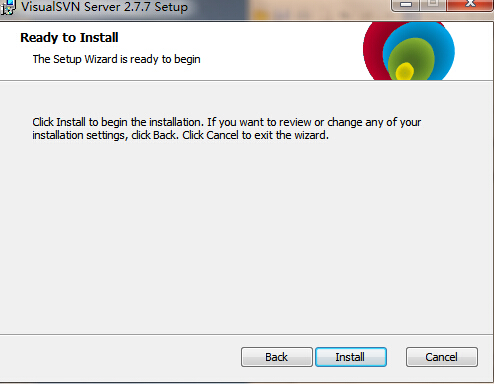 VisualSVN Server 2.7.7 Setup
Ready to Install
The Setup Wizard is ready to begin
Click Install to begin the installation. If you want to review or change any of your
installation settings, click Back. Click Cancel to exit the wizard.
Back Install Cancel